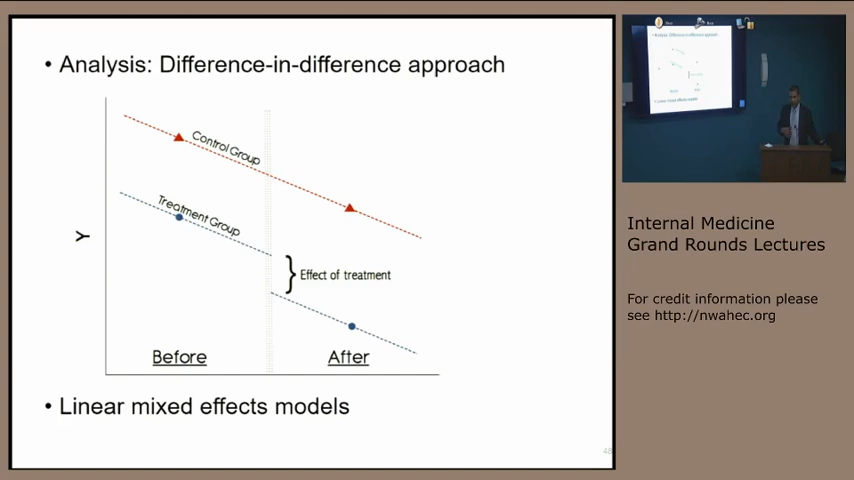 • Analysis: Difference-in-difference approach
Control Group
Treatment Group
Y
Effect of treatment
Before
After
• Linear mixed effects models
48
Internal Medicine
Grand Rounds Lectures
For credit information please
see http://nwahec.org